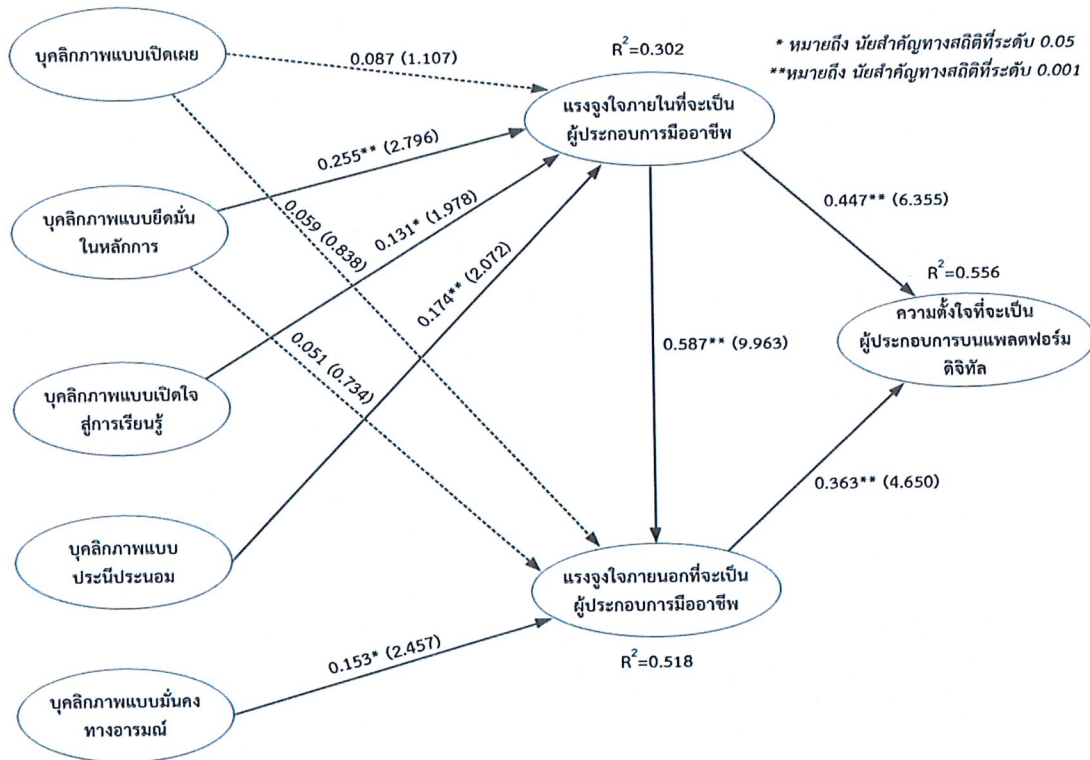 บุคลิกภาพแบบเปิดเผย
0.087 (1.107)
R²=0.302
* หมายถึง นัยสำคัญทางสถิติที่ระดับ 0.05
**หมายถึง นัยสำคัญทางสถิติที่ระดับ 0.001
แรงจูงใจภายในที่จะเป็น
ผู้ประกอบการมืออาชีพ
0.255** (2.796)
บุคลิกภาพแบบยึดมั่น
ในหลักการ
0.059 (0.838)
0.131* (1.978)
0.174** (2.072)
0.447** (6.355)
R²=0.556
ความตั้งใจที่จะเป็น
ผู้ประกอบการบนแพลตฟอร์ม
ดิจิทัล
0.587** (9.963)
0.051 (0.734)
บุคลิกภาพแบบเปิดใจ
สู่การเรียนรู้
0.363** (4.650)
บุคลิกภาพแบบ
ประนีประนอม
แรงจูงใจภายนอกที่จะเป็น
ผู้ประกอบการมืออาชีพ
0.153* (2.457)
R²=0.518
บุคลิกภาพแบบมั่นคง
ทางอารมณ์